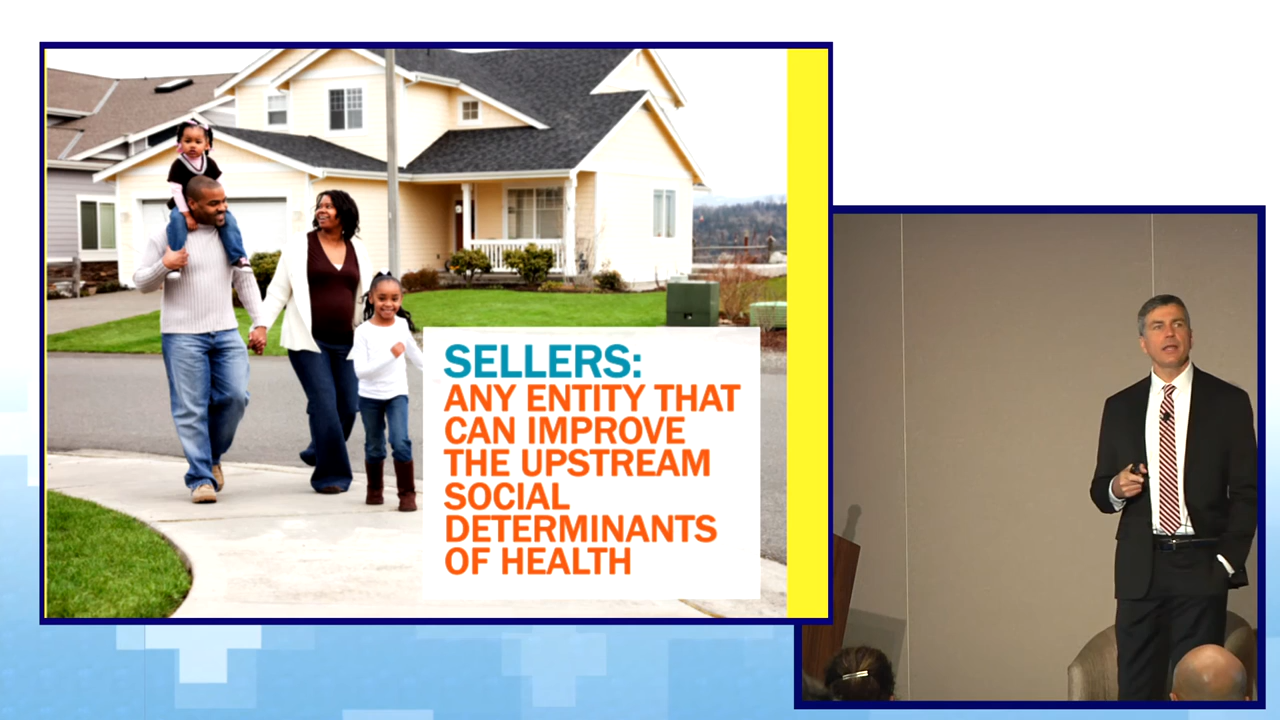 SELLERS:
ANY ENTITY THAT
CAN IMPROVE
THE UPSTREAM
SOCIAL
DETERMINANTS
OF HEALTH